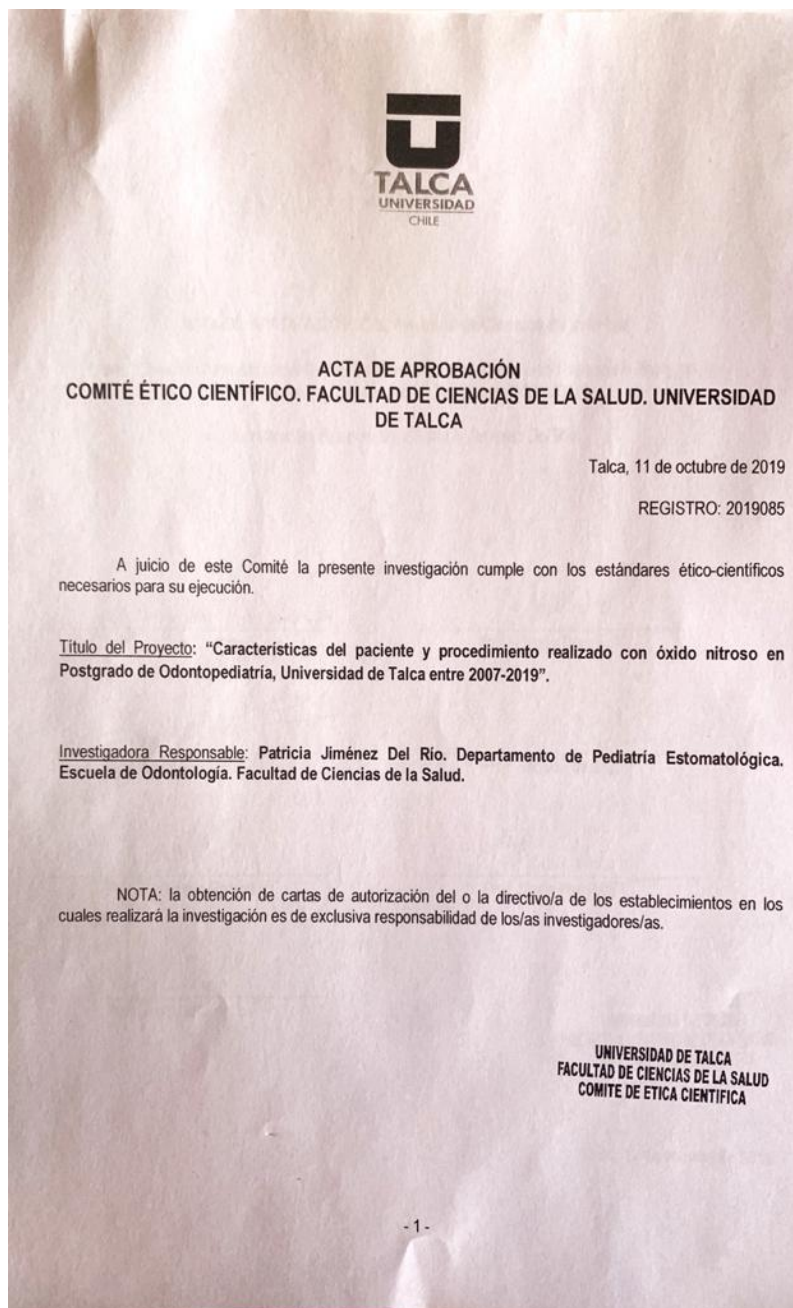 TALCA
UNIVERSIDAD
CHILE
ACTA DE APROBACIÓN
COMITÉ ÉTICO CIENTÍFICO. FACULTAD DE CIENCIAS DE LA SALUD. UNIVERSIDAD
DE TALCA
Talca, 11 de octubre de 2019
REGISTRO: 2019085
A juicio de este Comité la presente investigación cumple con los estándares ético-científicos
necesarios para su ejecución.
Título del Proyecto: “Características del paciente y procedimiento realizado con óxido nitroso en
Postgrado de Odontopediatría, Universidad de Talca entre 2007-2019”.
Investigadora Responsable: Patricia Jiménez Del Río. Departamento de Pediatría Estomatológica.
Escuela de Odontología. Facultad de Ciencias de la Salud.
NOTA: la obtención de cartas de autorización del o la directivo/a de los establecimientos en los
cuales realizará la investigación es de exclusiva responsabilidad de los/as investigadores/as.
UNIVERSIDAD DE TALCA
FACULTAD DE CIENCIAS DE LA SALUD
COMITE DE ETICA CIENTIFICA
- 1 -